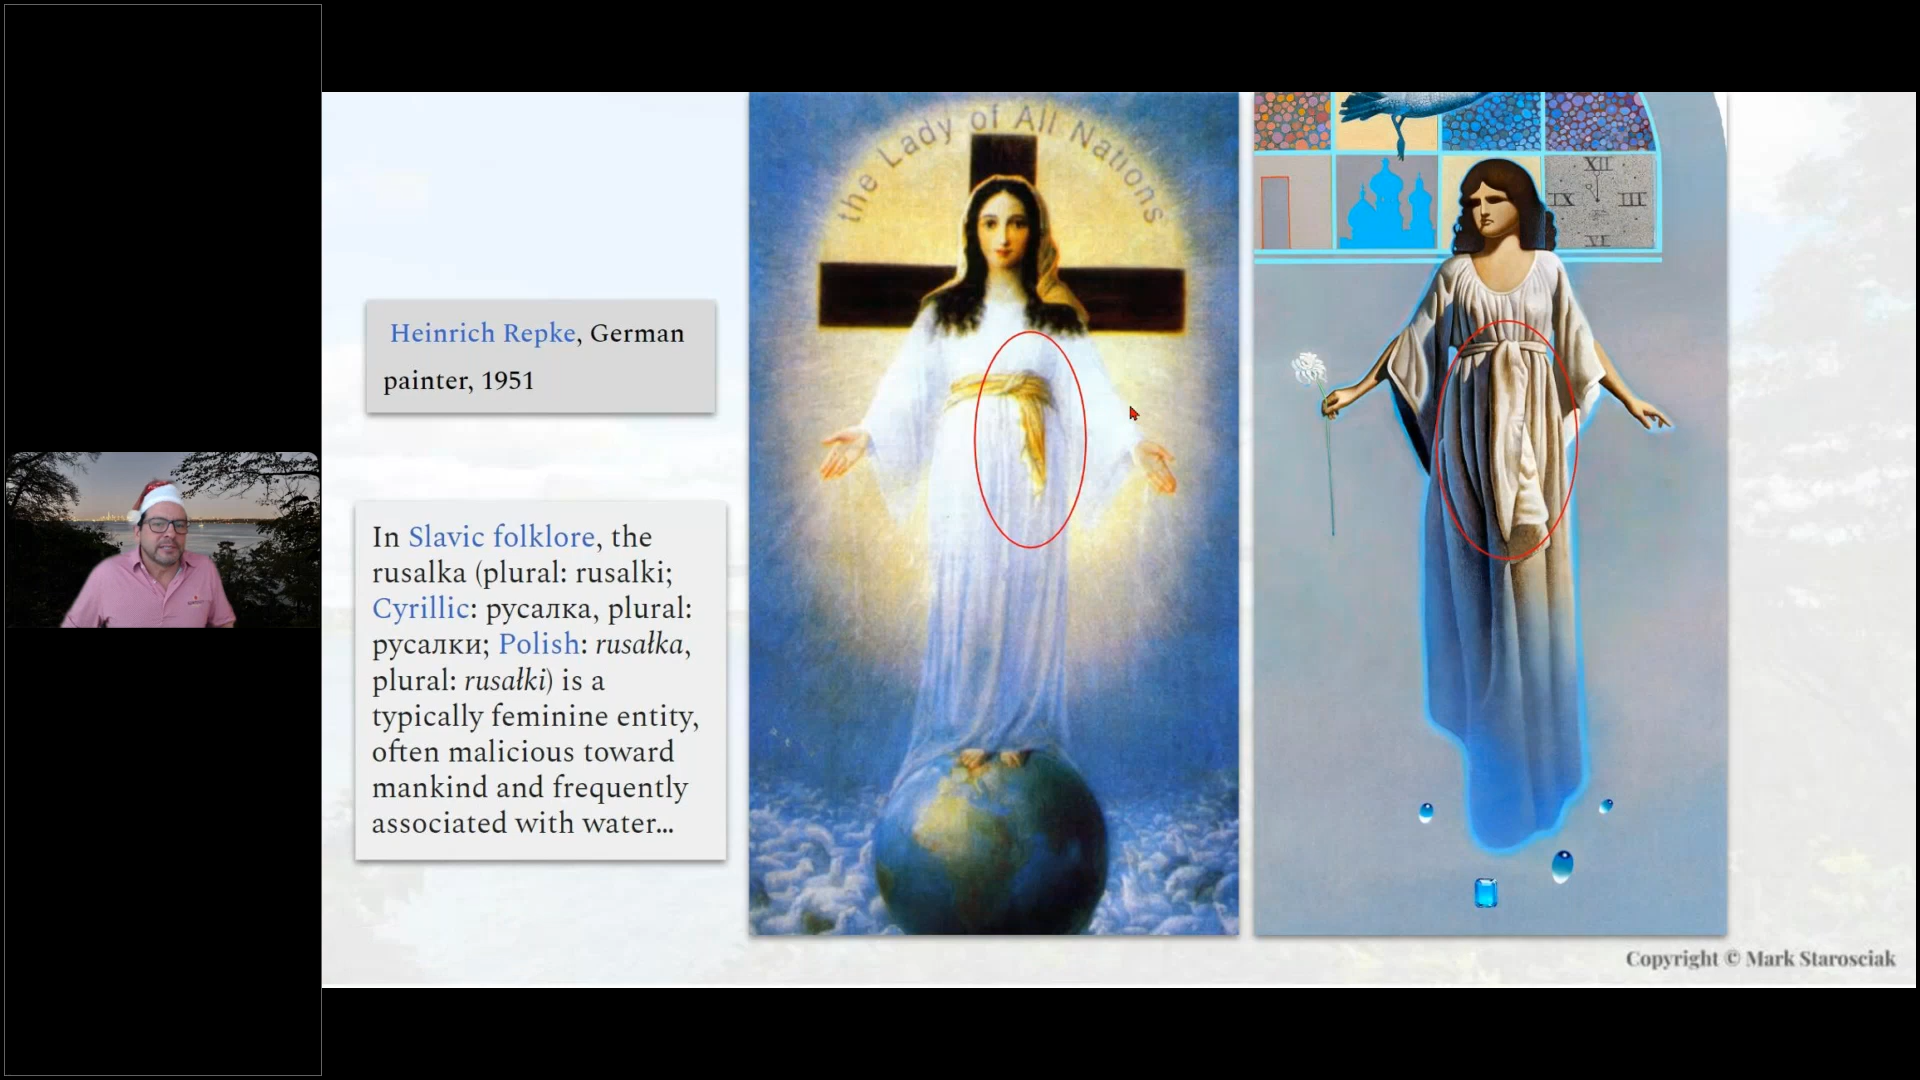 Heinrich Repke, German
painter, 1951
In Slavic folklore, the
rusalka (plural: rusalki;
Cyrillic: русалка, plural:
русалки; Polish: rusałka,
plural: rusałki) is a
typically feminine entity,
often malicious toward
mankind and frequently
associated with water...
the Lady of All Nations
XII
IX III
VI
Copyright © Mark Starosciak